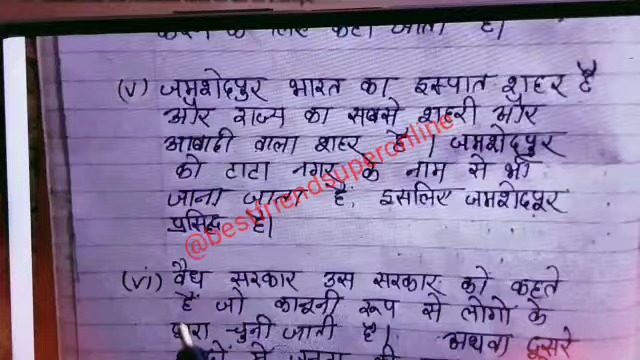 (v) जमशेदपुर भारत का इस्पात शहर है
और राज्य का सबसे शहरी और
आबादी वाला शहर है। जमशेदपुर
को टाटा नगर के नाम से भी
जाना जाता है, इसलिए जमशेदपुर
प्रसिद्ध है।
@bestfriendsuperonline
(vi) वैध सरकार उस सरकार को कहते
हैं जो कानूनी रूप से लोगो के
द्वारा चुनी जाती है। अथवा दूसरे